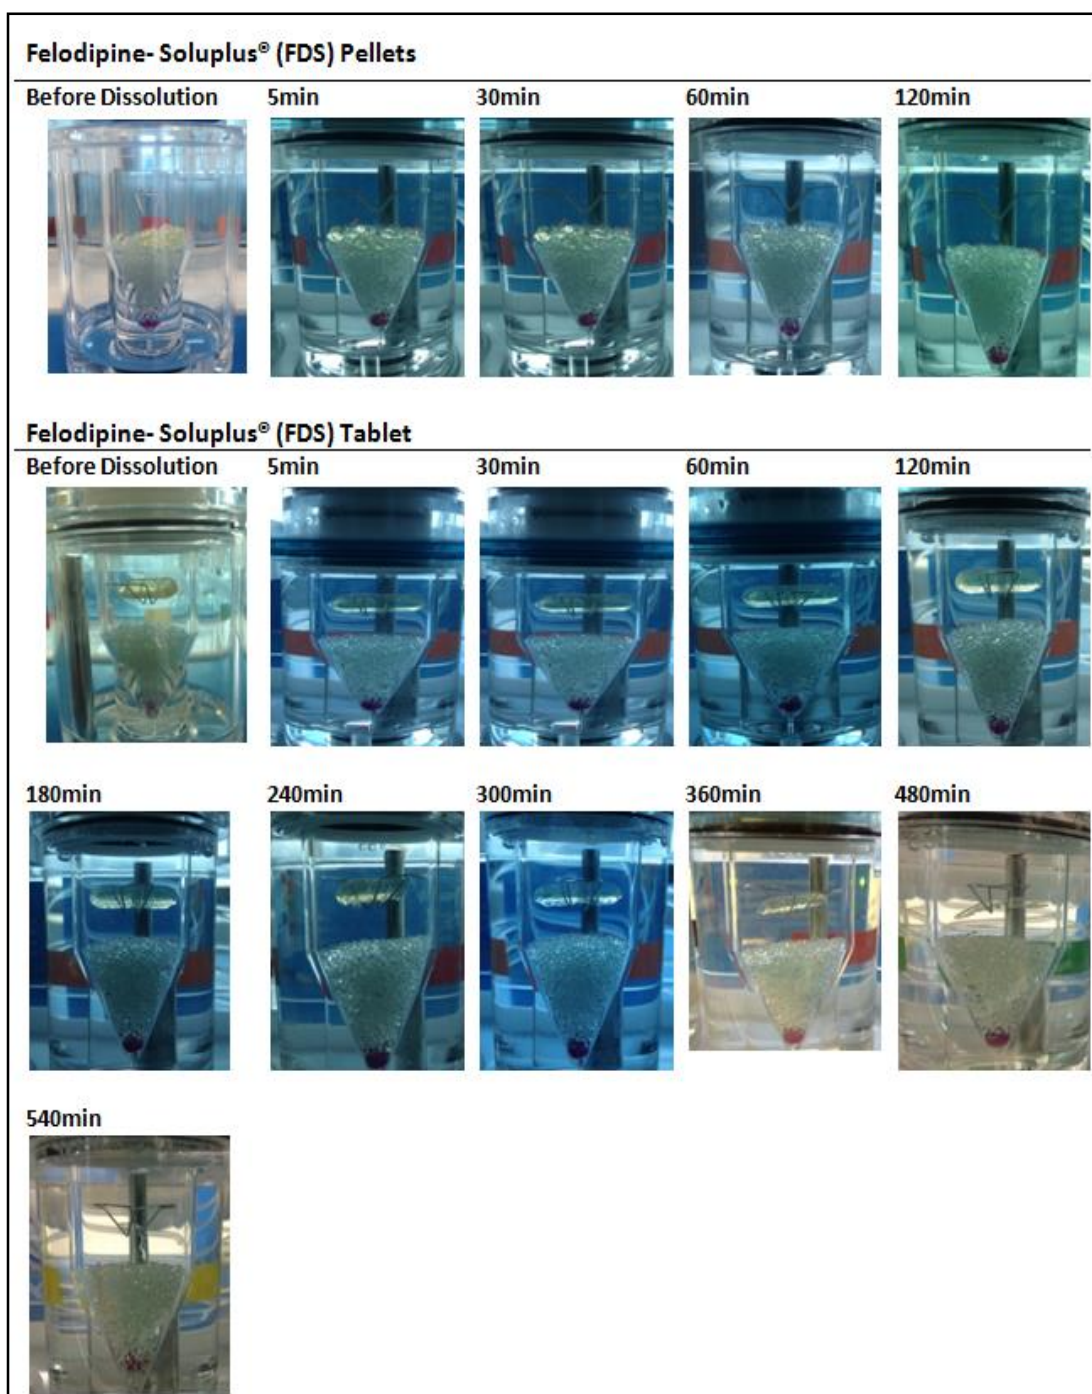 Felodipine- Soluplus® (FDS) Pellets
Before Dissolution 5min 30min 60min 120min
Felodipine- Soluplus® (FDS) Tablet
Before Dissolution 5min 30min 60min 120min
180min 240min 300min 360min 480min
540min